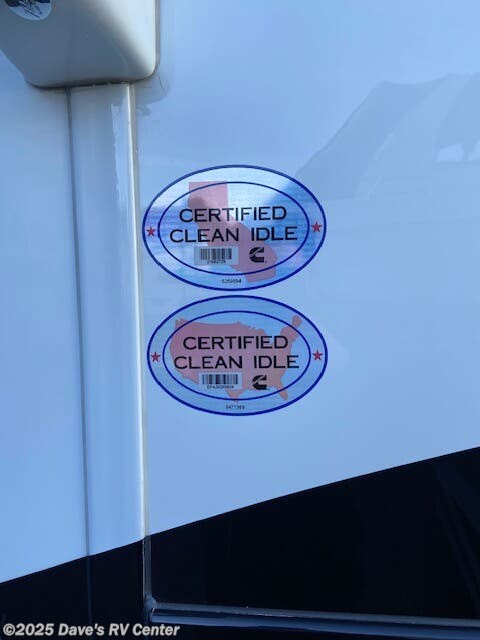 CERTIFIED
CLEAN IDLE
CERTIFIED
CLEAN IDLE
©2025 Dave's RV Center